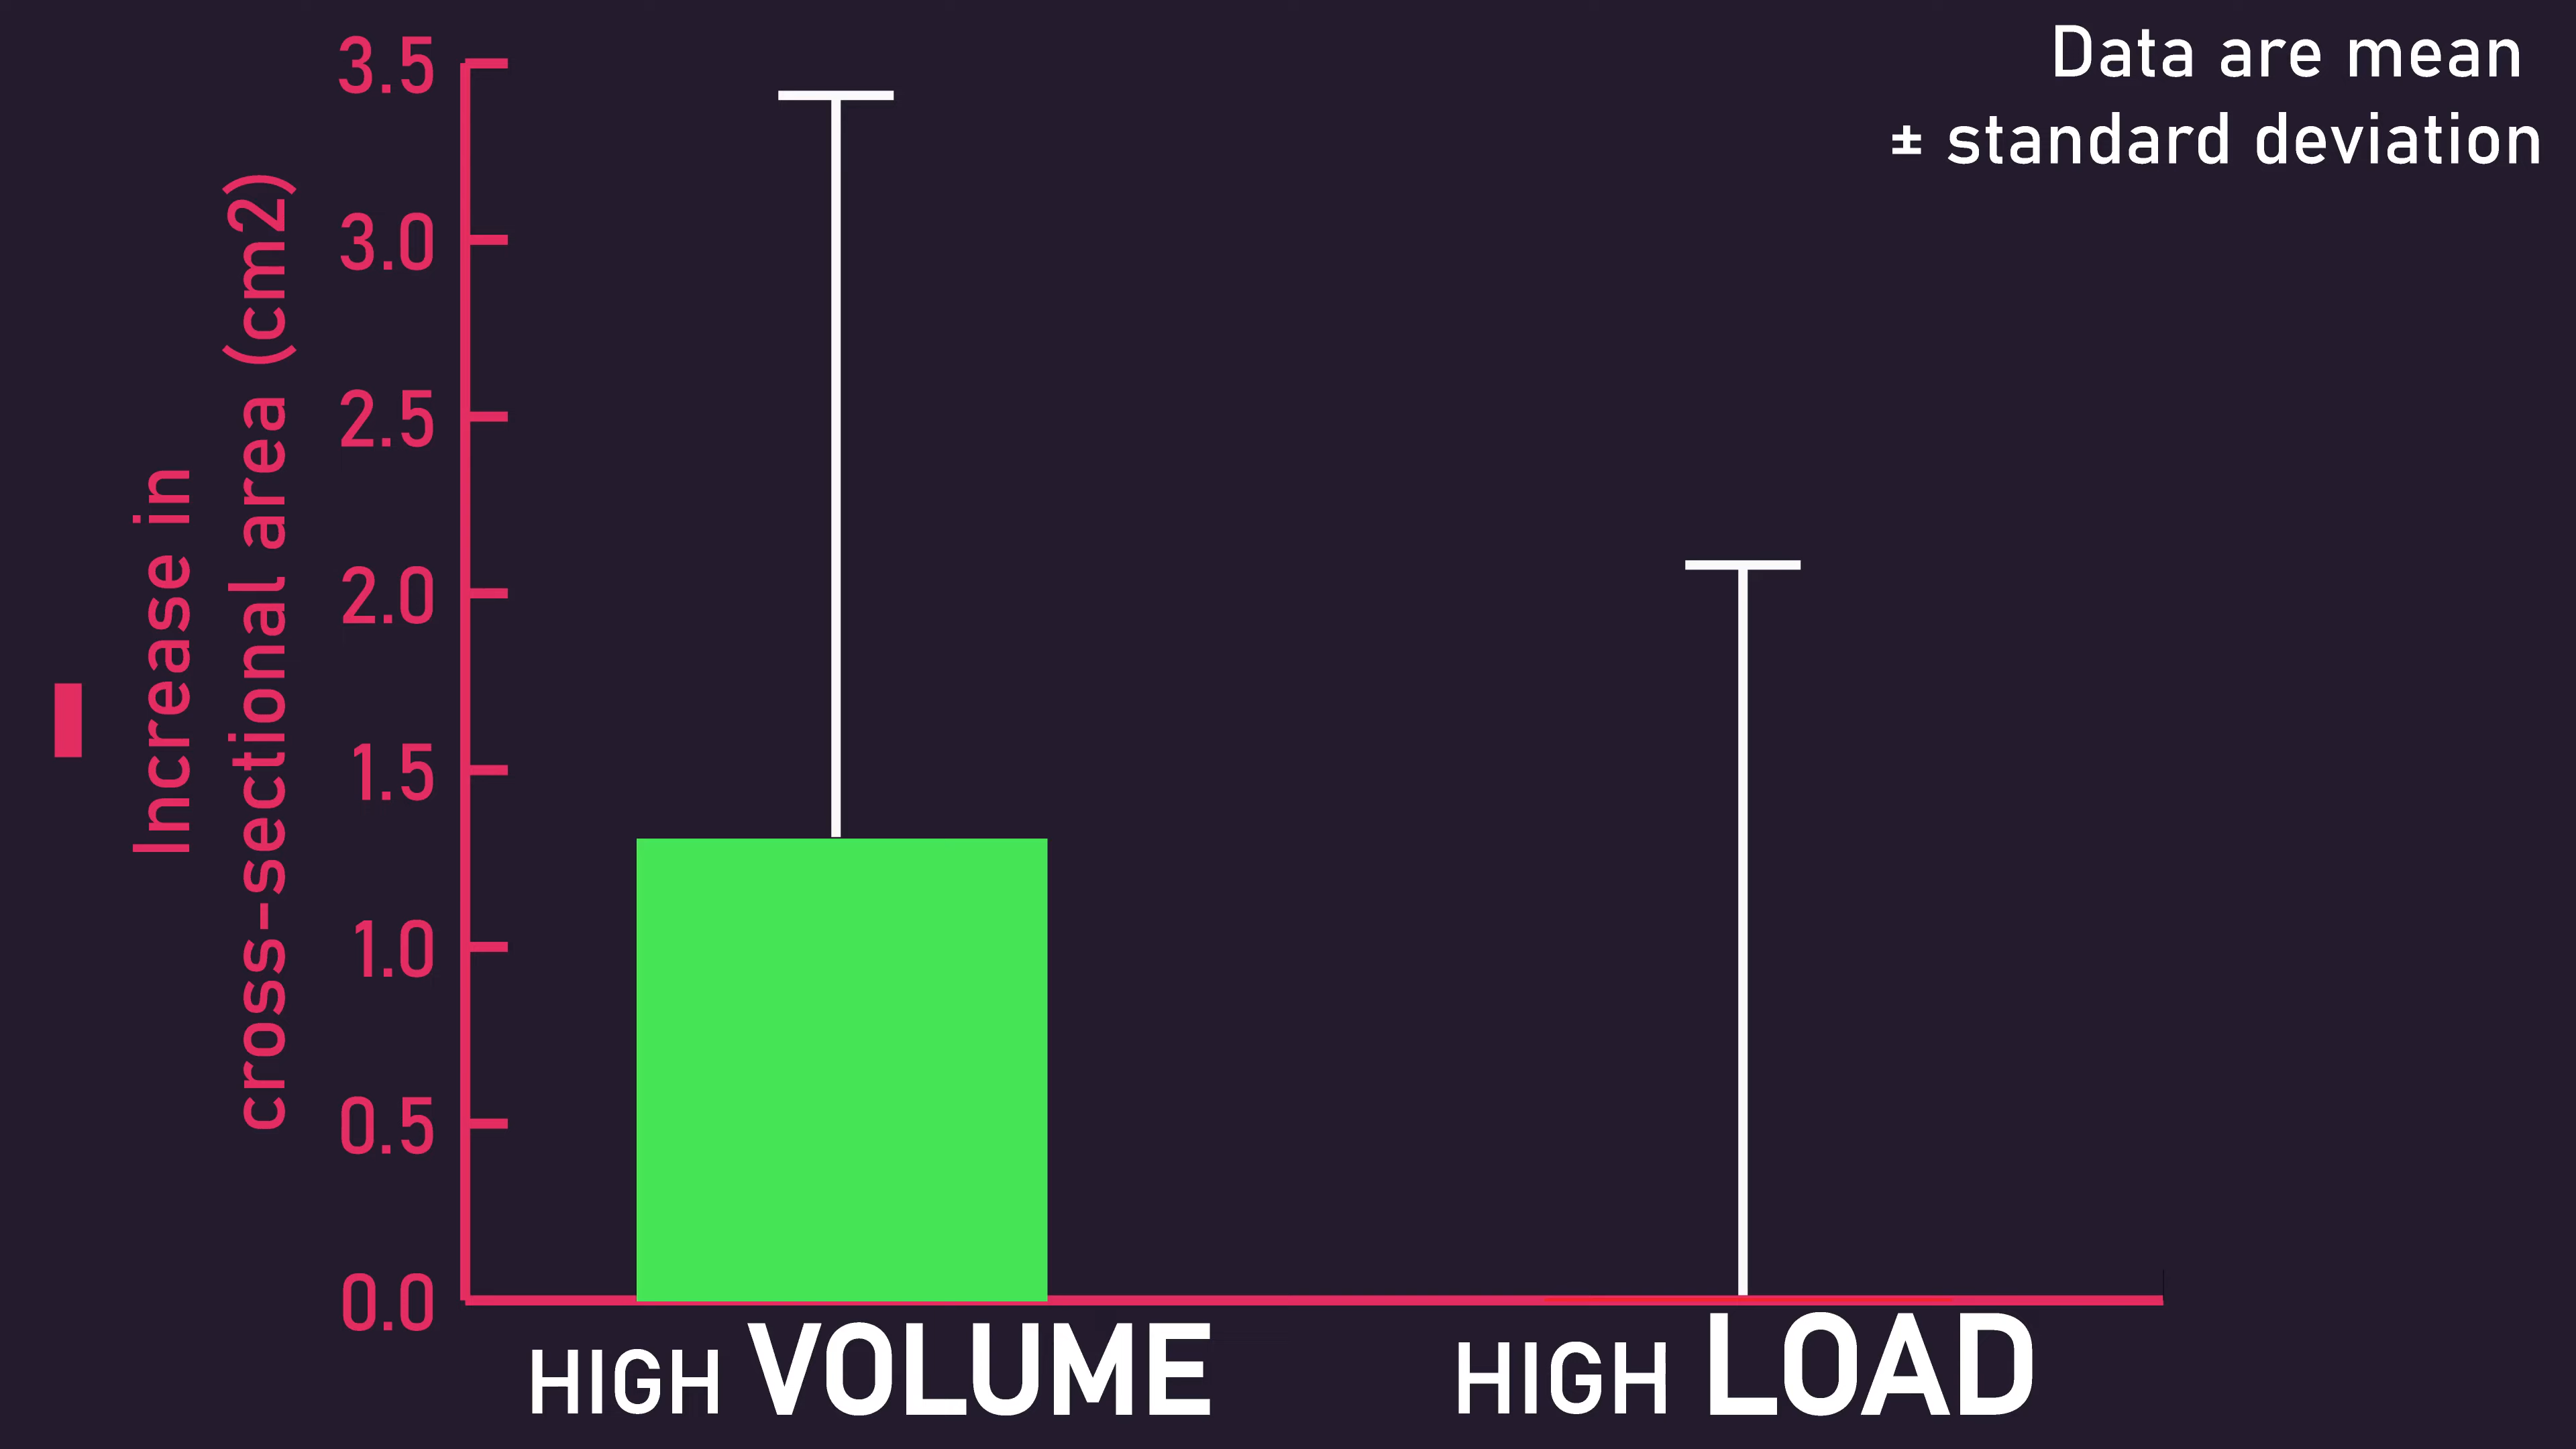 Data are mean
± standard deviation
Increase in
cross-sectional area (cm2)
3.5
3.0
2.5
2.0
1.5
1.0
0.5
0.0
HIGH VOLUME
HIGH LOAD